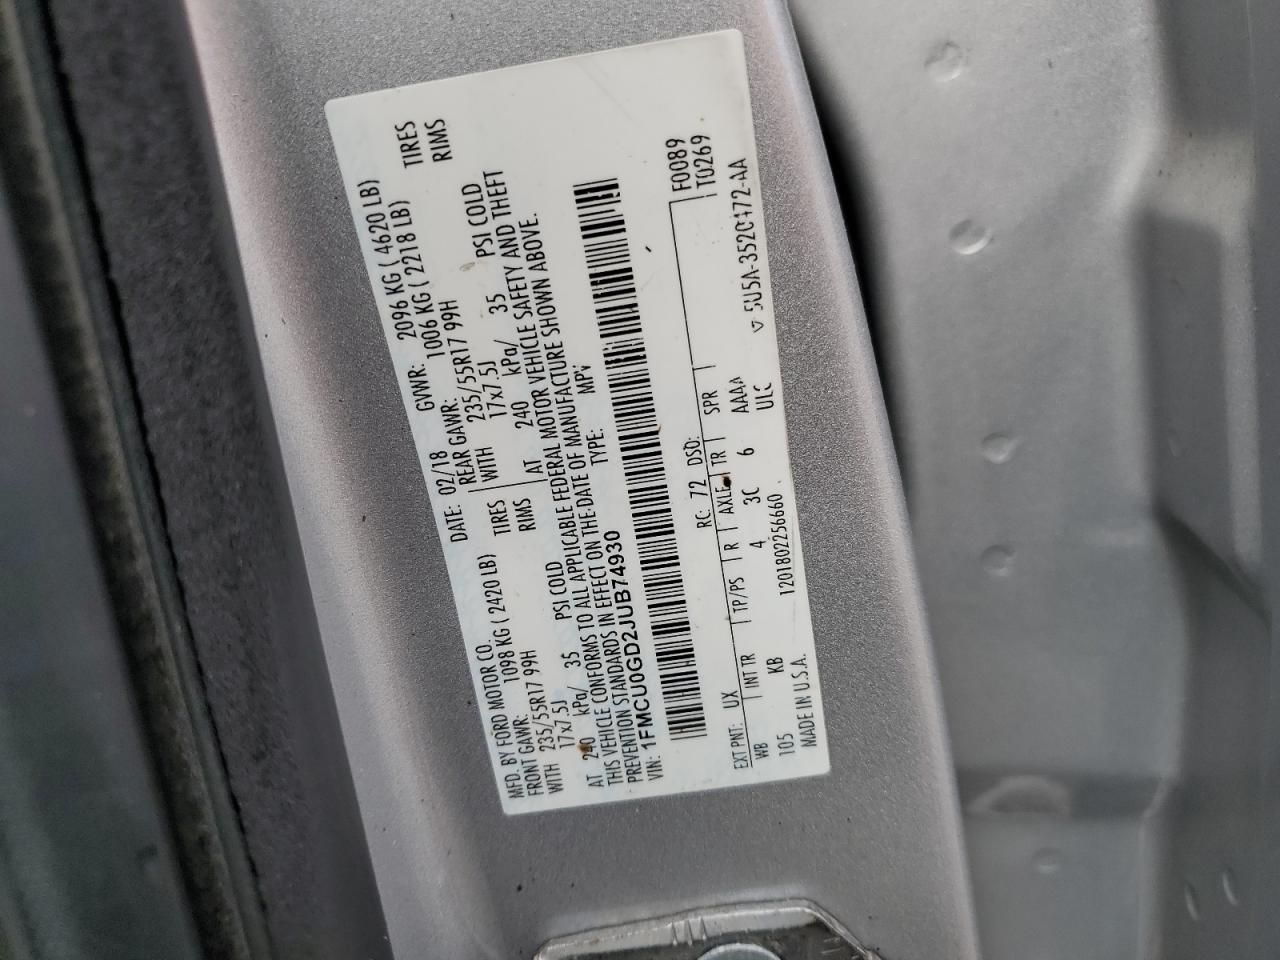 MFD. BY FORD MOTOR CO.
DATE: 02/18 GVWR: 2096 KG ( 4620 LB)
FRONT GAWR: 1098 KG ( 2420 LB) REAR GAWR: 1006 KG ( 2218 LB)
235/55R17 99H TIRES 235/55R17 99H TIRES
WITH 17x7.5J RIMS WITH 17x7.5J RIMS
AT 240 kPa/ 35 PSI COLD AT 240 kPa/ 35 PSI COLD
THIS VEHICLE CONFORMS TO ALL APPLICABLE FEDERAL MOTOR VEHICLE SAFETY AND THEFT
PREVENTION STANDARDS IN EFFECT ON THE DATE OF MANUFACTURE SHOWN ABOVE.
VIN: 1FMCU0GD2JUB74930 TYPE: MPV
F0089
T0269
EXT PNT: UX RC: 72 DSO:
WB INT TR TP/PS R AXLE TR SPR
105 KB 4 3C 6 AAAA
ULC
MADE IN U.S.A. 1201802256660
▽ 5U5A-3520472-AA